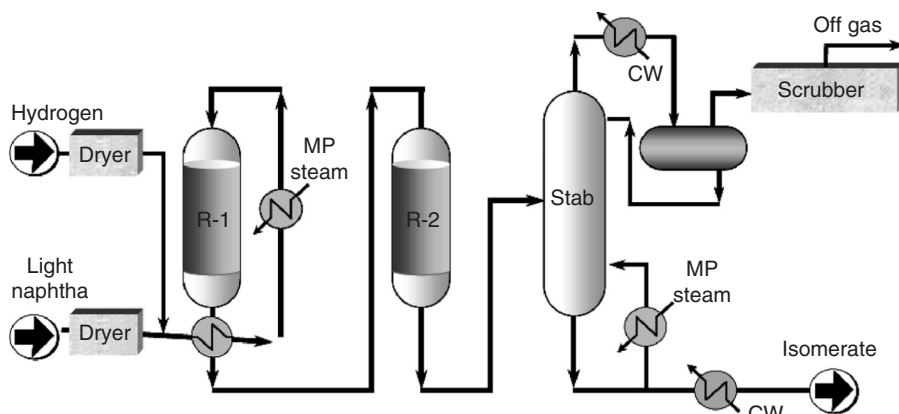 Off gas
CW
Scrubber
Hydrogen
Dryer
MP
steam
R-1
R-2
Stab
Light
naphtha
Dryer
MP
steam
Isomerate
CW